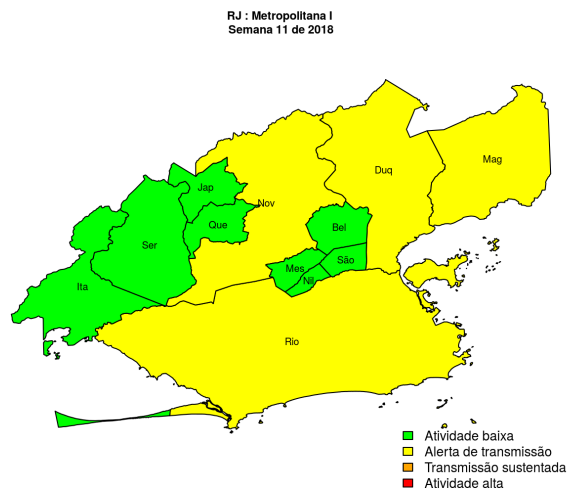 RJ : Metropolitana I
Semana 11 de 2018
Mag
Duq
Jap
Nov
Que
Bel
Ser
São
Mes
Nil
Ita
Rio
Atividade baixa
Alerta de transmissão
Transmissão sustentada
Atividade alta